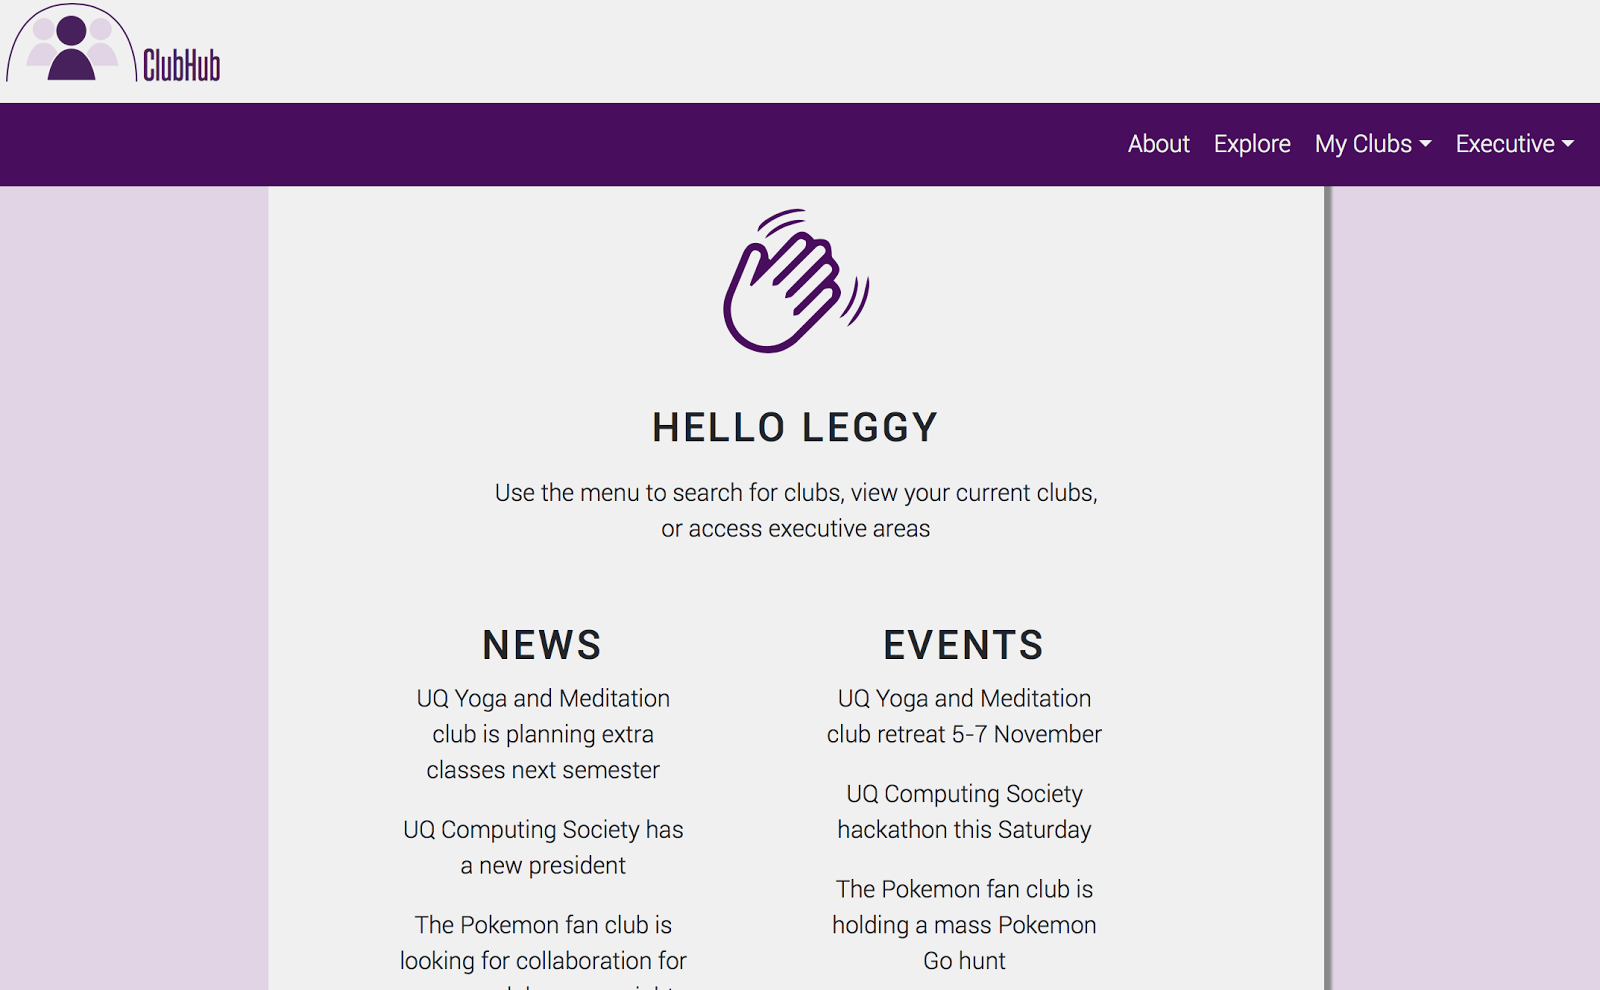 ClubHub
About Explore My Clubs Executive
HELLO LEGGY
Use the menu to search for clubs, view your current clubs,
or access executive areas
NEWS
UQ Yoga and Meditation
club is planning extra
classes next semester
UQ Computing Society has
a new president
The Pokemon fan club is
looking for collaboration for
EVENTS
UQ Yoga and Meditation
club retreat 5-7 November
UQ Computing Society
hackathon this Saturday
The Pokemon fan club is
holding a mass Pokemon
Go hunt